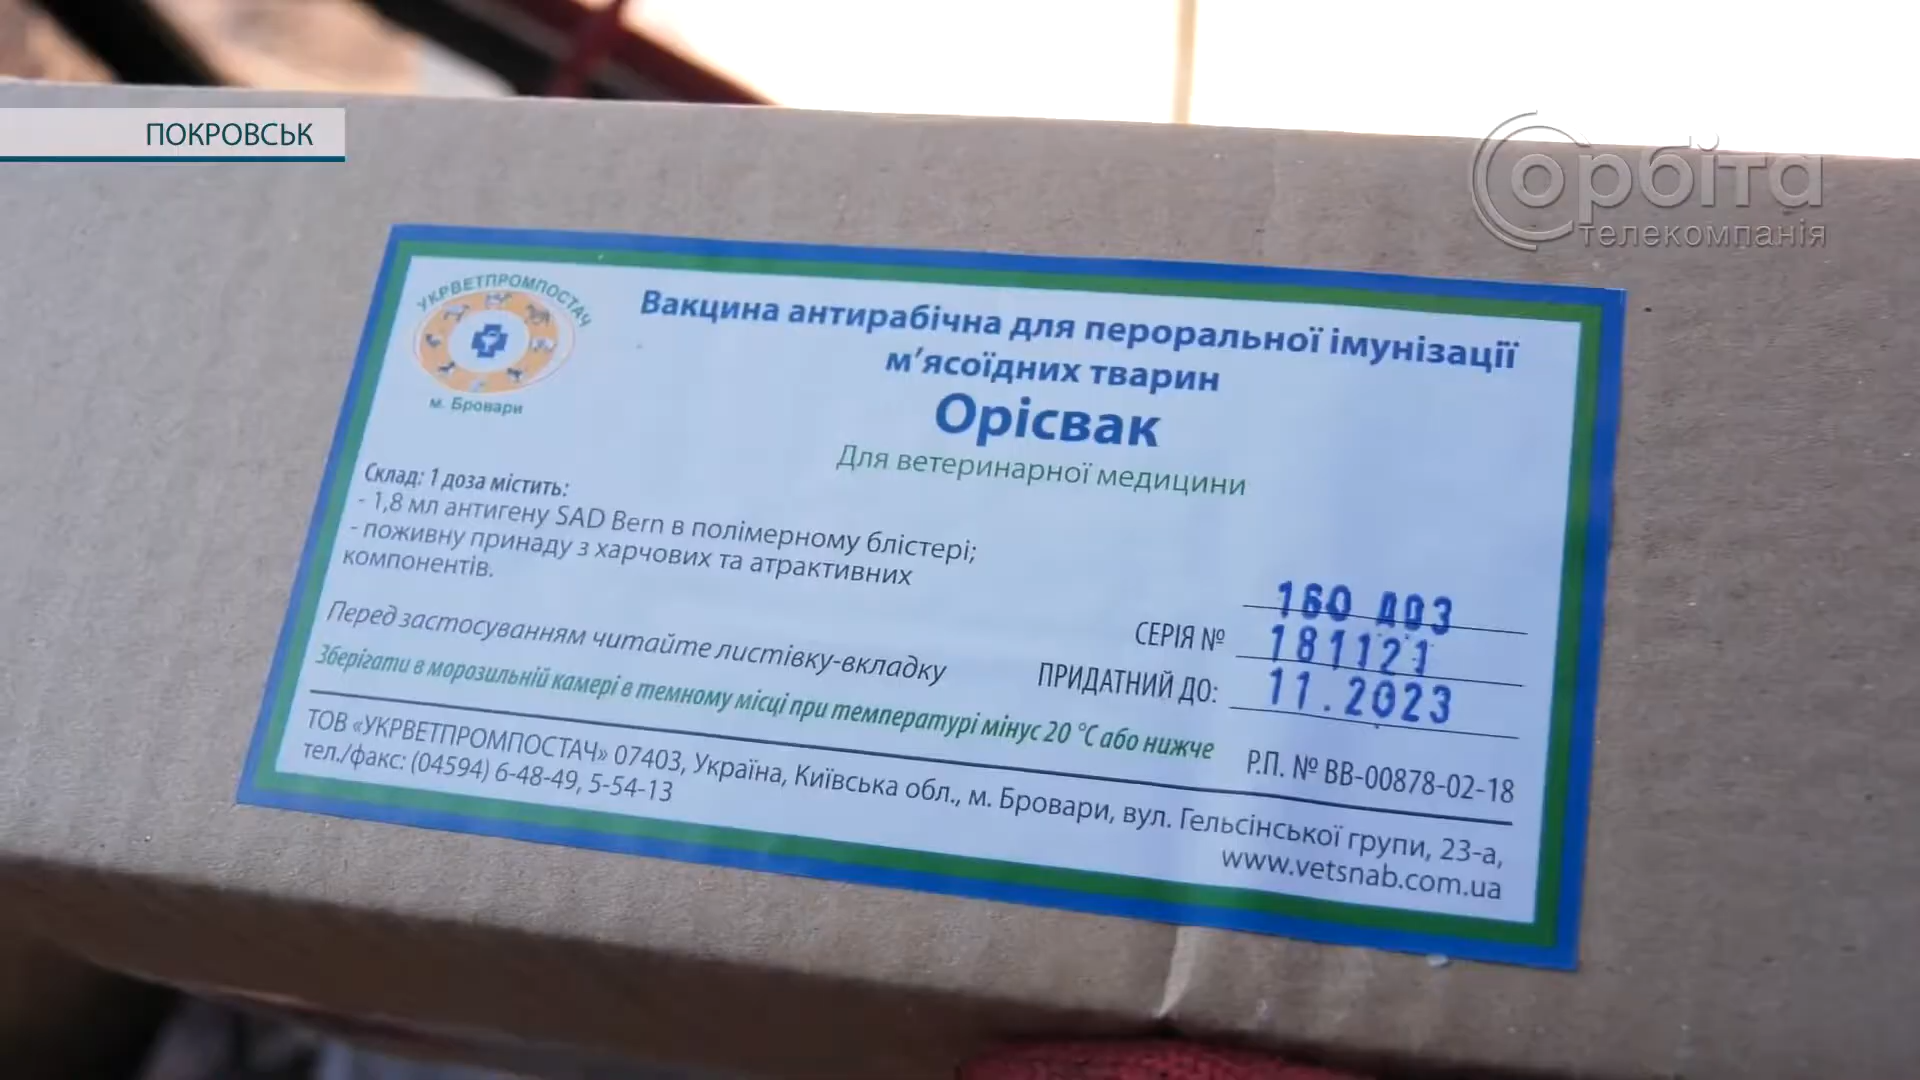 ПОКРОВСЬК
орбіта
телекомпанія
УКРВЕТПРОМПОСТАЧ
м. Бровари
Вакцина антирабічна для пероральної імунізації
м’ясоїдних тварин
Орісвак
Для ветеринарної медицини
Склад: 1 доза містить:
- 1,8 мл антигену SAD Bern в полімерному блістері;
- поживну принаду з харчових та атрактивних
компонентів.
160 ДОЗ
СЕРІЯ № 181121
ПРИДАТНИЙ ДО: 11.2023
Перед застосуванням читайте листівку-вкладку
Зберігати в морозильній камері в темному місці при температурі мінус 20 °С або нижче
Р.П. № ВВ-00878-02-18
ТОВ «УКРВЕТПРОМПОСТАЧ» 07403, Україна, Київська обл., м. Бровари, вул. Гельсінської групи, 23-а,
тел./факс: (04594) 6-48-49, 5-54-13
www.vetsnab.com.ua